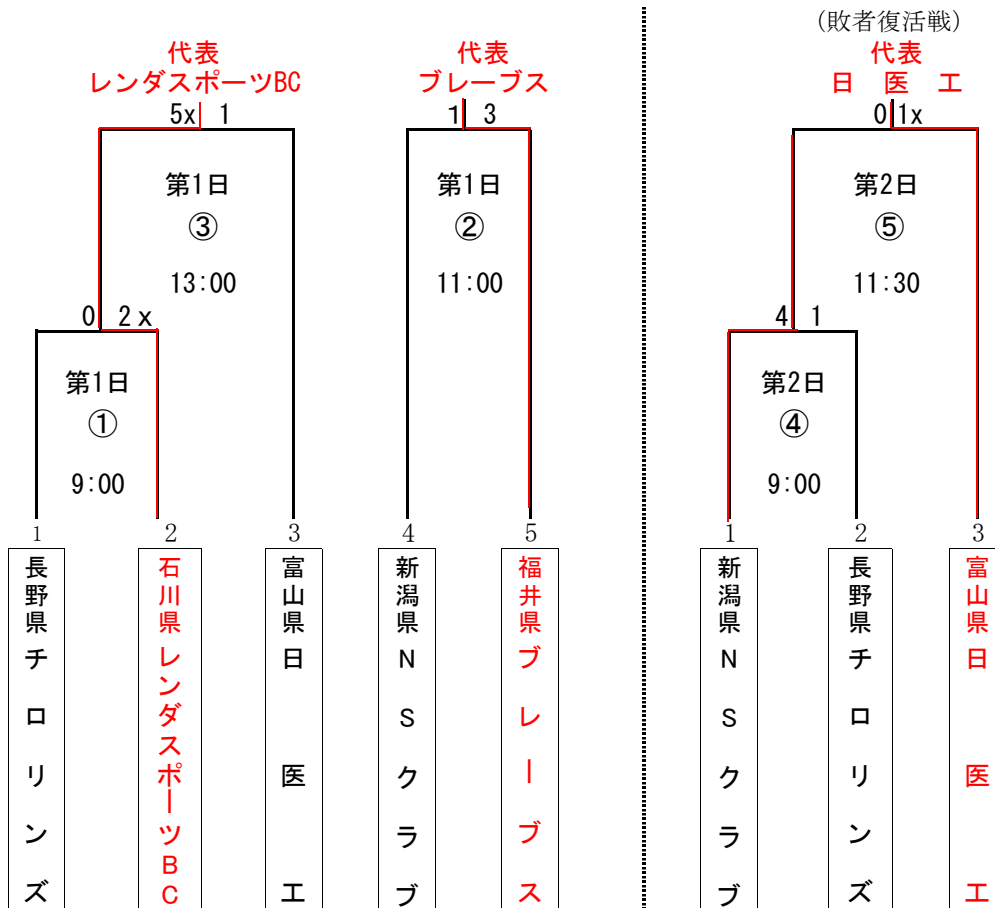 (敗者復活戦)
代表
レンダスポーツBC
代表
ブレーブス
代表
日医工
5x 1
1 3
0 1x
第1日
③
13:00
第1日
②
11:00
第2日
⑤
11:30
0 2x
4 1
第1日
①
9:00
第2日
④
9:00
1
2
3
4
5
1
2
3
長野県チロリンズ
石川県レンダスポーツBC
富山県日医工
新潟県NSクラブ
福井県ブレーブス
新潟県NSクラブ
長野県チロリンズ
富山県日医工